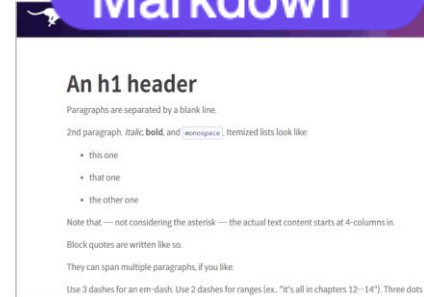 Markdown
An h1 header
Paragraphs are separated by a blank line.
2nd paragraph. Italic, bold, and monospace. Itemized lists look like:
• this one
• that one
• the other one
Note that --- not considering the asterisk --- the actual text content starts at 4-columns in.
Block quotes are written like so.
They can span multiple paragraphs, if you like.
Use 3 dashes for an em-dash. Use 2 dashes for ranges (ex., "it's all in chapters 12--14"). Three dots